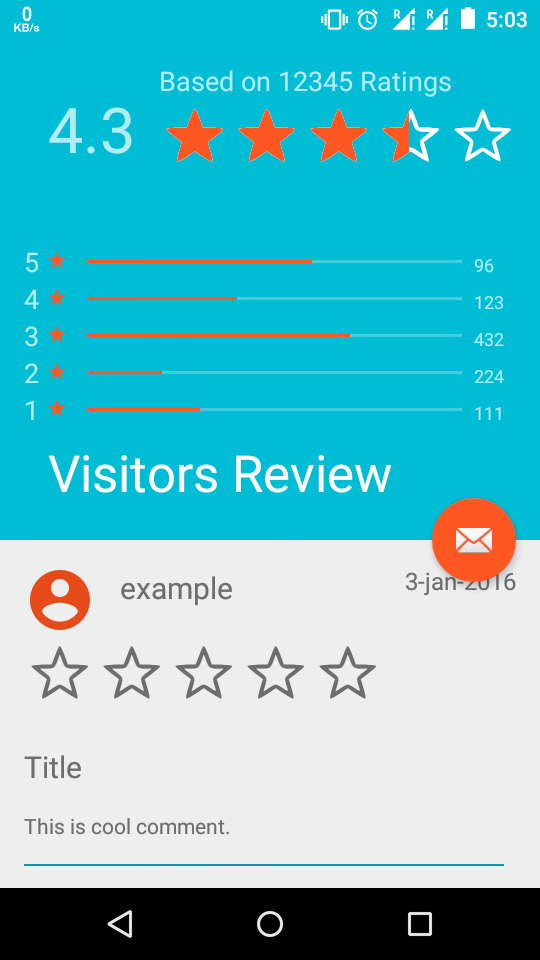 0
KB/s
R
R
5:03
Based on 12345 Ratings
4.3
5 96
4 123
3 432
2 224
1 111
Visitors Review
example 3-jan-2016
Title
This is cool comment.